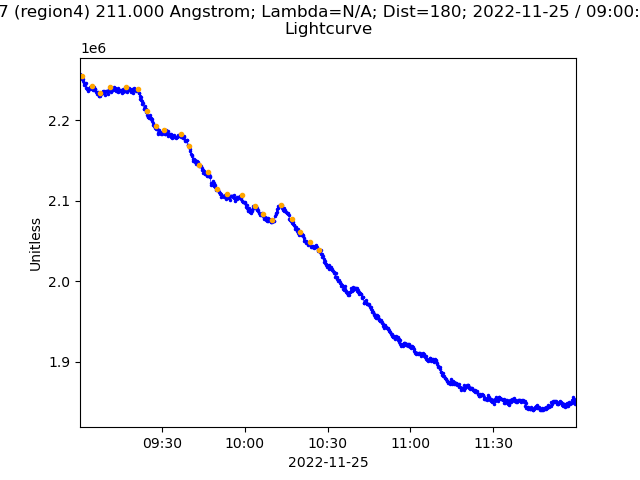 7 (region4) 211.000 Angstrom; Lambda=N/A; Dist=180; 2022-11-25 / 09:00:
Lightcurve
1e6
2.2
2.1
2.0
1.9
Unitless
09:30 10:00 10:30 11:00 11:30
2022-11-25